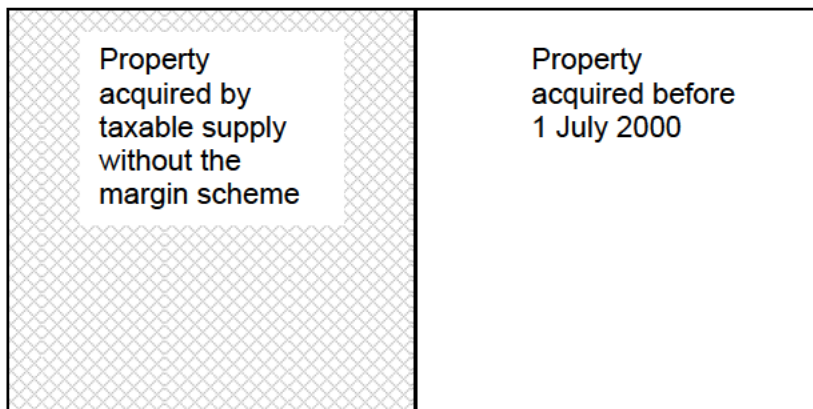 Property
acquired by
taxable supply
without the
margin scheme
Property
acquired before
1 July 2000